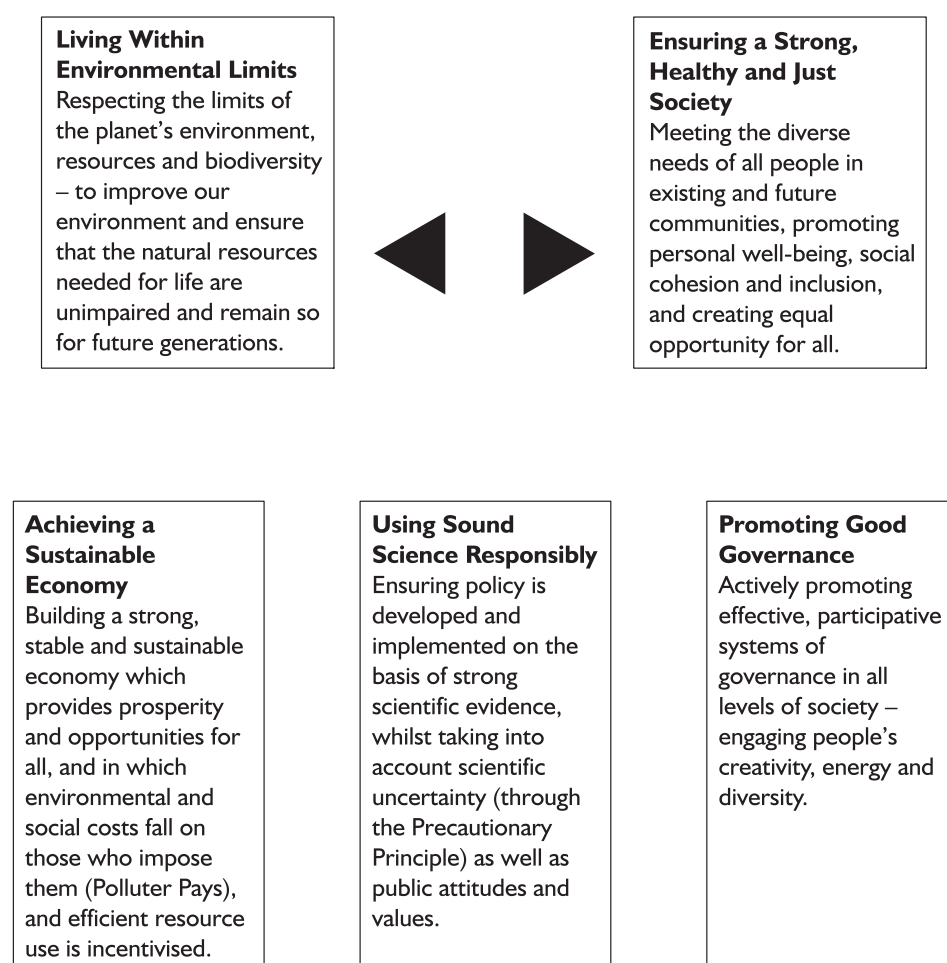 Living Within
Environmental Limits
Respecting the limits of
the planet's environment,
resources and biodiversity
– to improve our
environment and ensure
that the natural resources
needed for life are
unimpaired and remain so
for future generations.
Ensuring a Strong,
Healthy and Just
Society
Meeting the diverse
needs of all people in
existing and future
communities, promoting
personal well-being, social
cohesion and inclusion,
and creating equal
opportunity for all.
Achieving a
Sustainable
Economy
Building a strong,
stable and sustainable
economy which
provides prosperity
and opportunities for
all, and in which
environmental and
social costs fall on
those who impose
them (Polluter Pays),
and efficient resource
use is incentivised.
Using Sound
Science Responsibly
Ensuring policy is
developed and
implemented on the
basis of strong
scientific evidence,
whilst taking into
account scientific
uncertainty (through
the Precautionary
Principle) as well as
public attitudes and
values.
Promoting Good
Governance
Actively promoting
effective, participative
systems of
governance in all
levels of society –
engaging people's
creativity, energy and
diversity.